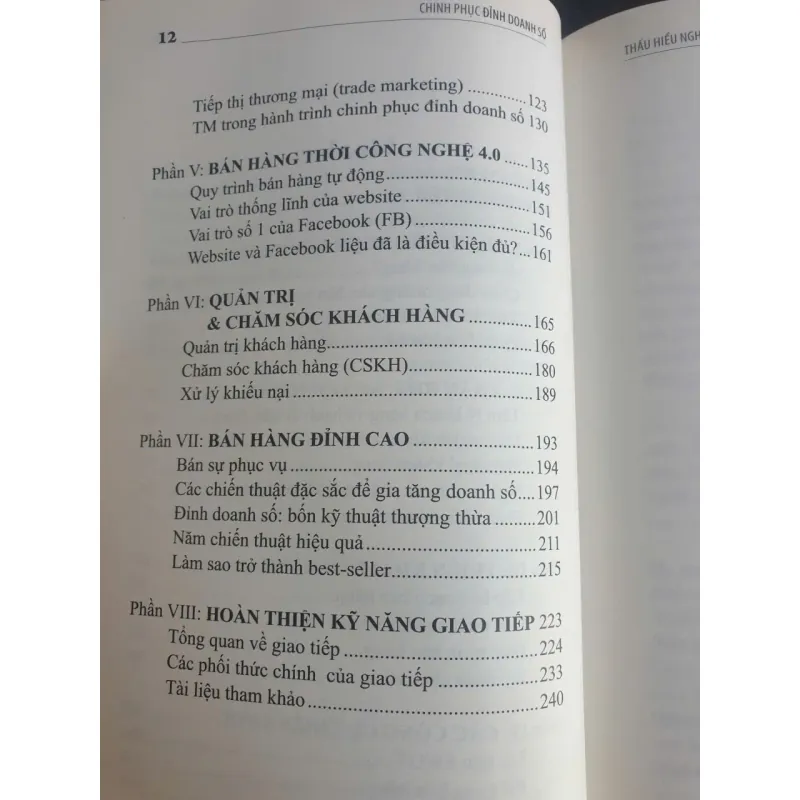 12 CHINH PHỤC ĐỈNH DOANH SỐ
Tiếp thị thương mại (trade marketing) .............123
TM trong hành trình chinh phục đỉnh doanh số 130
Phần V: BÁN HÀNG THỜI CÔNG NGHỆ 4.0 ......135
Quy trình bán hàng tự động..........................145
Vai trò thống lĩnh của website .......................151
Vai trò số 1 của Facebook (FB) .....................156
Website và Facebook liệu đã là điều kiện đủ?...161
Phần VI: QUẢN TRỊ
& CHĂM SÓC KHÁCH HÀNG .............165
Quản trị khách hàng....................................166
Chăm sóc khách hàng (CSKH)...........................180
Xử lý khiếu nại ..........................................189
Phần VII: BÁN HÀNG ĐỈNH CAO .........................193
Bán sự phục vụ ...........................................194
Các chiến thuật đặc sắc để gia tăng doanh số....197
Đỉnh doanh số: bốn kỹ thuật thượng thừa .........201
Năm chiến thuật hiệu quả ..............................211
Làm sao trở thành best-seller.........................215
Phần VIII: HOÀN THIỆN KỸ NĂNG GIAO TIẾP 223
Tổng quan về giao tiếp ....................................224
Các phối thức chính của giao tiếp ....................233
Tài liệu tham khảo..........................................240
THẤU HIỂU